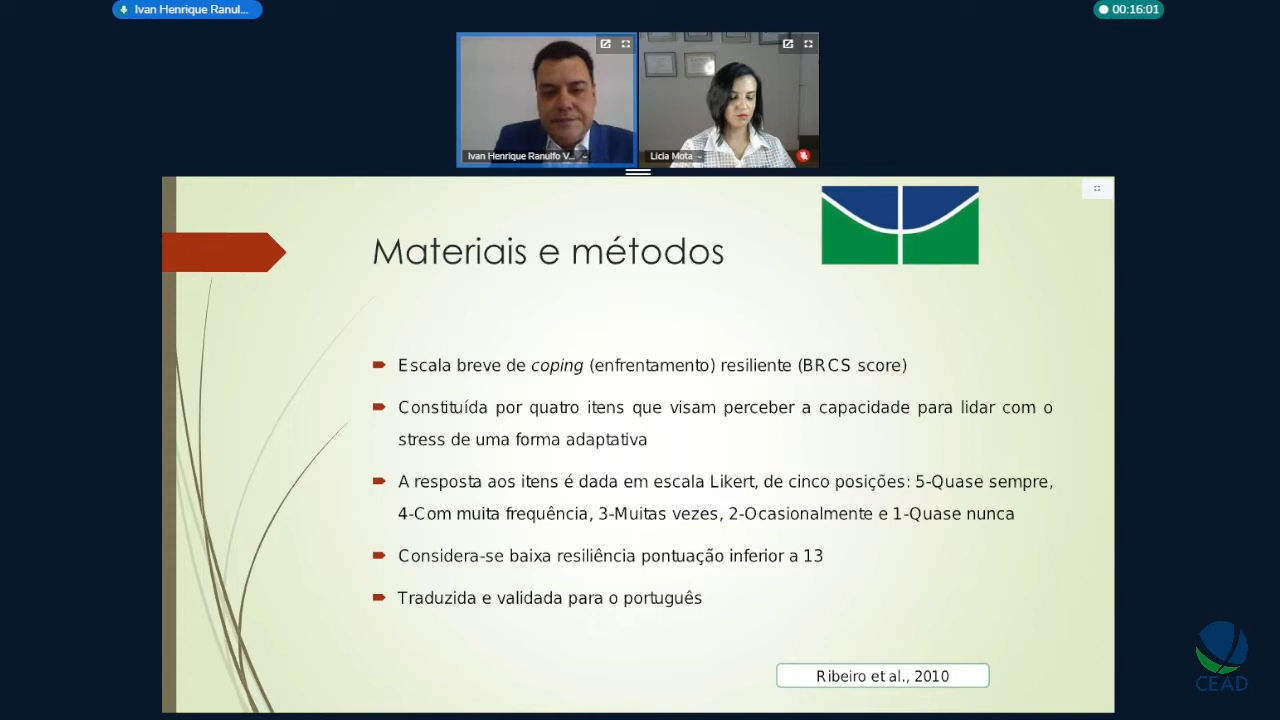 Ivan Henrique Ranul...
00:16:01
Ivan Henrique Ranulfo V...
Licia Mota
Materiais e métodos
Escala breve de coping (enfrentamento) resiliente (BRCS score)
Constituída por quatro itens que visam perceber a capacidade para lidar com o
stress de uma forma adaptativa
A resposta aos itens é dada em escala Likert, de cinco posições: 5-Quase sempre,
4-Com muita frequência, 3-Muitas vezes, 2-Ocasionalmente e 1-Quase nunca
Considera-se baixa resiliência pontuação inferior a 13
Traduzida e validada para o português
Ribeiro et al., 2010
CEAD